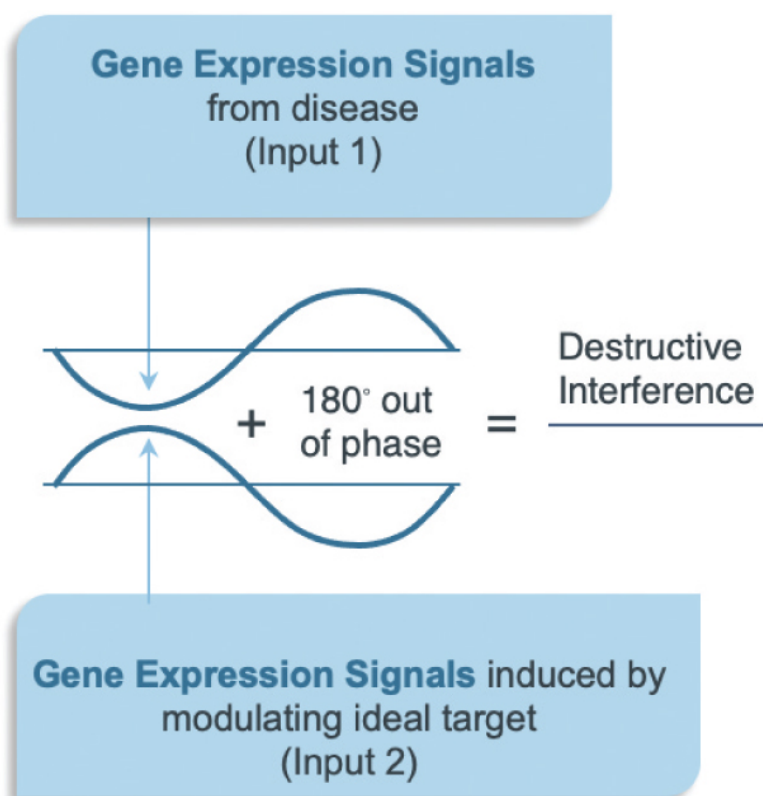 Gene Expression Signals
from disease
(Input 1)
Destructive
Interference
+
180° out
of phase
=
Gene Expression Signals induced by
modulating ideal target
(Input 2)